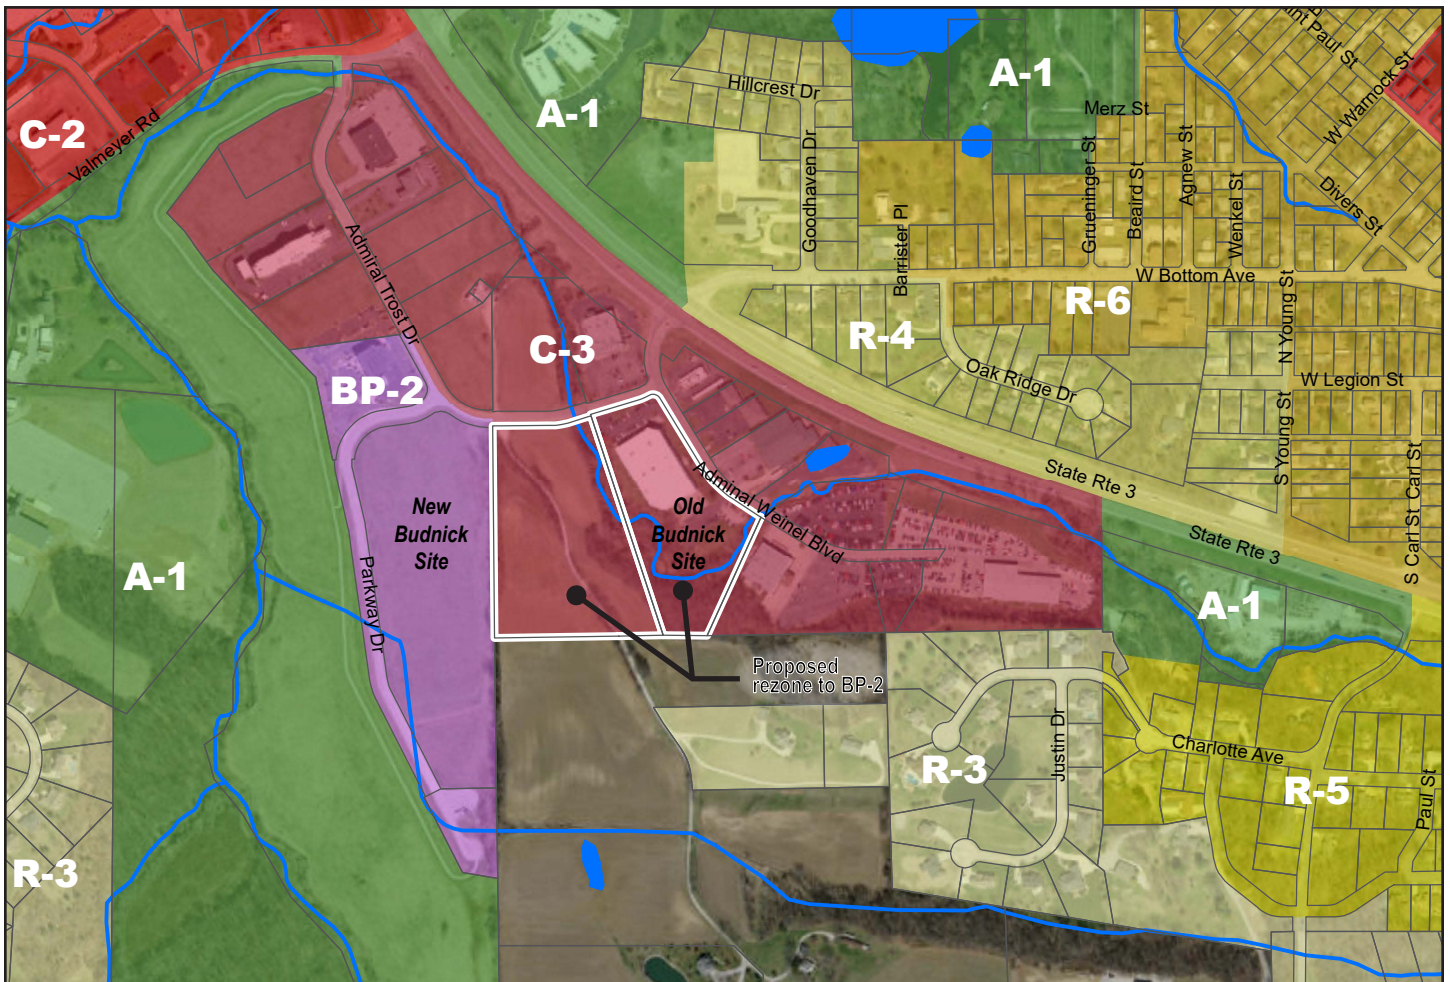 A-1
A-1
C-2
Valmeyer Rd
Hillcrest Dr
Goodhaven Dr
Barrister Pl
Merz St
Grueninger St
Beaird St
Agnew St
Wenkel St
W Warnock St
Divers St
W Bottom Ave
N Young St
Admiral Trost Dr
R-6
R-4
C-3
BP-2
Oak Ridge Dr
W Legion St
S Young St
S Carl St
Carl St
State Rte 3
State Rte 3
Adminal Weinel Blvd
New
Budnick
Site
Old
Budnick
Site
A-1
Parkway Dr
A-1
Proposed
rezone to BP-2
R-3
Justin Dr
Charlotte Ave
R-5
Paul St
R-3